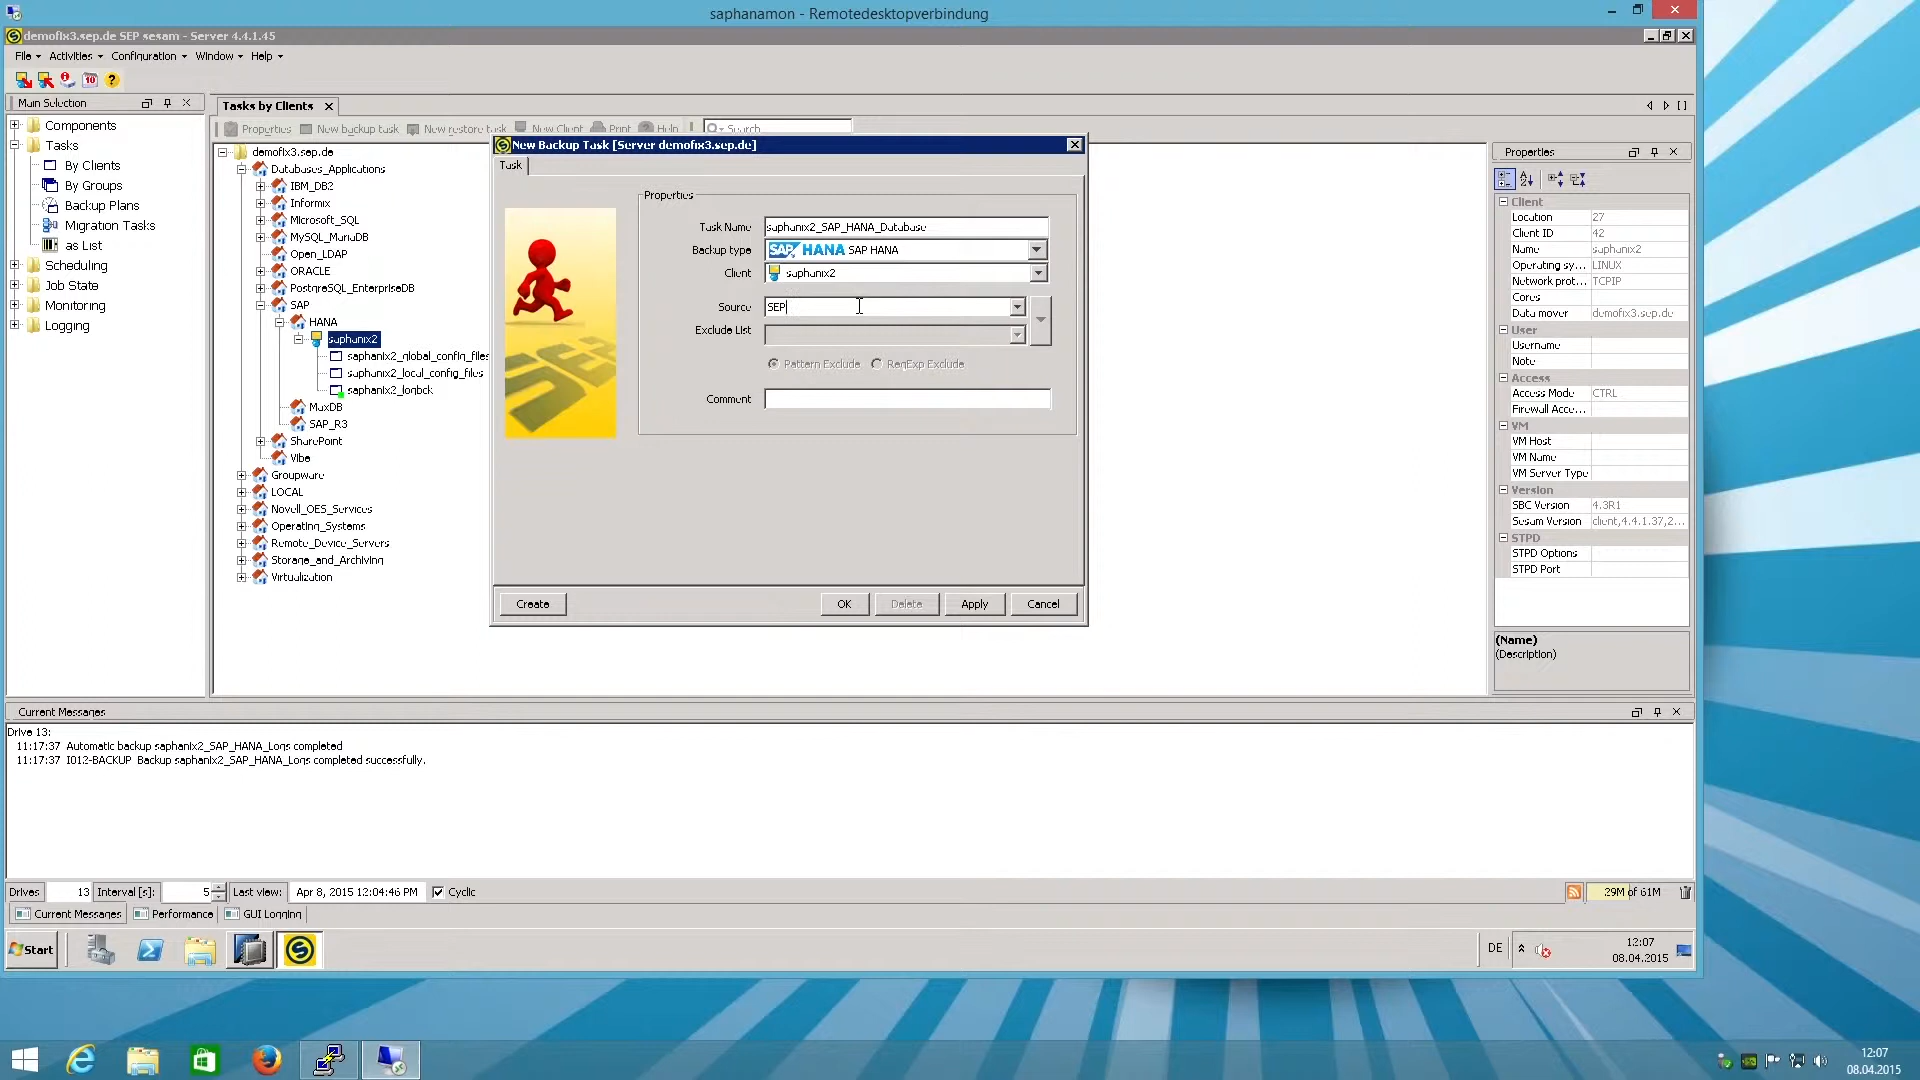 saphanamon - Remotedesktopverbindung
demofix3.sep.de SEP sesam - Server 4.4.1.45
File Activities Configuration Window Help
Main Selection
Components
Tasks
By Clients
By Groups
Backup Plans
Migration Tasks
as List
Scheduling
Job State
Monitoring
Logging
Tasks by Clients
Properties New backup task New restore task New Client Print Help Search
demofix3.sep.de
Databases_Applications
IBM_DB2
Informix
Microsoft_SQL
MySQL_MariaDB
Open_LDAP
ORACLE
PostgreSQL_EnterpriseDB
SAP
HANA
saphanix2
saphanix2_global_config_files
saphanix2_local_config_files
saphanix2_logbck
MaxDB
SAP_R3
SharePoint
Vibe
Groupware
LOCAL
Novell_OES_Services
Operating_Systems
Remote_Device_Servers
Storage_and_Archiving
Virtualization
New Backup Task [Server demofix3.sep.de]
Task
Properties
Task Name saphanix2_SAP_HANA_Database
Backup type SAP HANA SAP HANA
Client saphanix2
Source SEP
Exclude List
Pattern Exclude RegExp Exclude
Comment
SEP
Create OK Delete Apply Cancel
Properties
Client
Location 27
Client ID 42
Name saphanix2
Operating sy... LINUX
Network prot... TCPIP
Cores
Data mover demofix3.sep.de
User
Username
Note
Access
Access Mode CTRL
Firewall Acce...
VM
VM Host
VM Name
VM Server Type
Version
SBC Version 4.3R1
Sesam Version client,4.4.1.37,2...
STPD
STPD Options
STPD Port
(Name)
(Description)
Current Messages
Drive 13:
11:17:37 Automatic backup saphanix2_SAP_HANA_Logs completed
11:17:37 I012-BACKUP Backup saphanix2_SAP_HANA_Logs completed successfully.
Drives 13 Interval [s]: 5 Last view: Apr 8, 2015 12:04:46 PM Cyclic
29M of 61M
Current Messages Performance GUI Logging
Start
DE
12:07
08.04.2015
12:07
08.04.2015